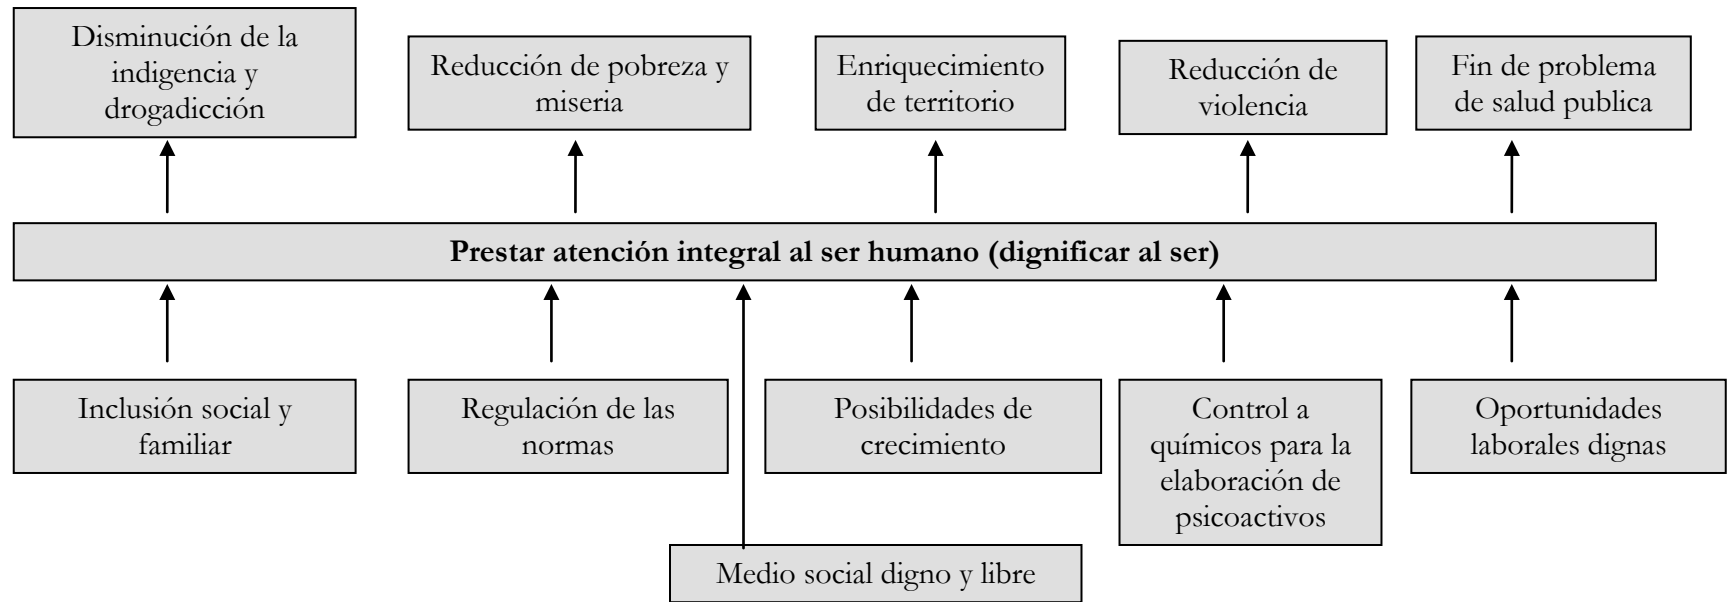 Disminución de la
indigencia y
drogadicción
Reducción de pobreza y
miseria
Enriquecimiento
de territorio
Reducción de
violencia
Fin de problema
de salud publica
Prestar atención integral al ser humano (dignificar al ser)
Inclusión social y
familiar
Regulación de las
normas
Posibilidades de
crecimiento
Control a
químicos para la
elaboración de
psicoactivos
Oportunidades
laborales dignas
Medio social digno y libre